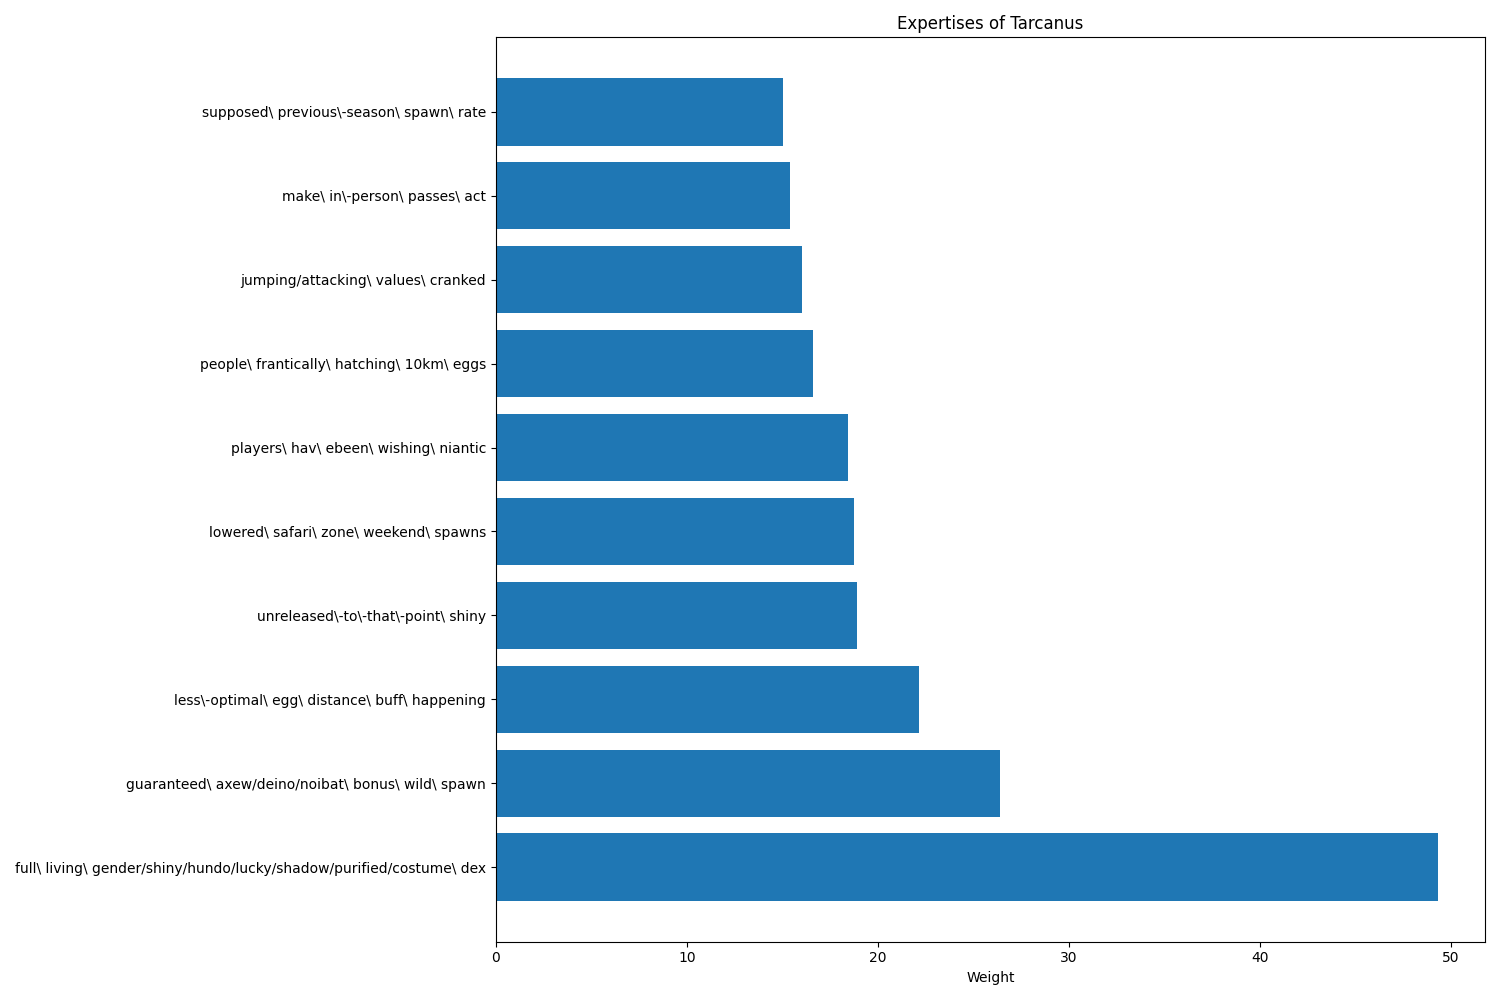 Expertises of Tarcanus
supposed\ previous\-season\ spawn\ rate
make\ in\-person\ passes\ act
jumping/attacking\ values\ cranked
people\ frantically\ hatching\ 10km\ eggs
players\ hav\ ebeen\ wishing\ niantic
lowered\ safari\ zone\ weekend\ spawns
unreleased\-to\-that\-point\ shiny
less\-optimal\ egg\ distance\ buff\ happening
guaranteed\ axew/deino/noibat\ bonus\ wild\ spawn
full\ living\ gender/shiny/hundo/lucky/shadow/purified/costume\ dex
0 10 20 30 40 50
Weight